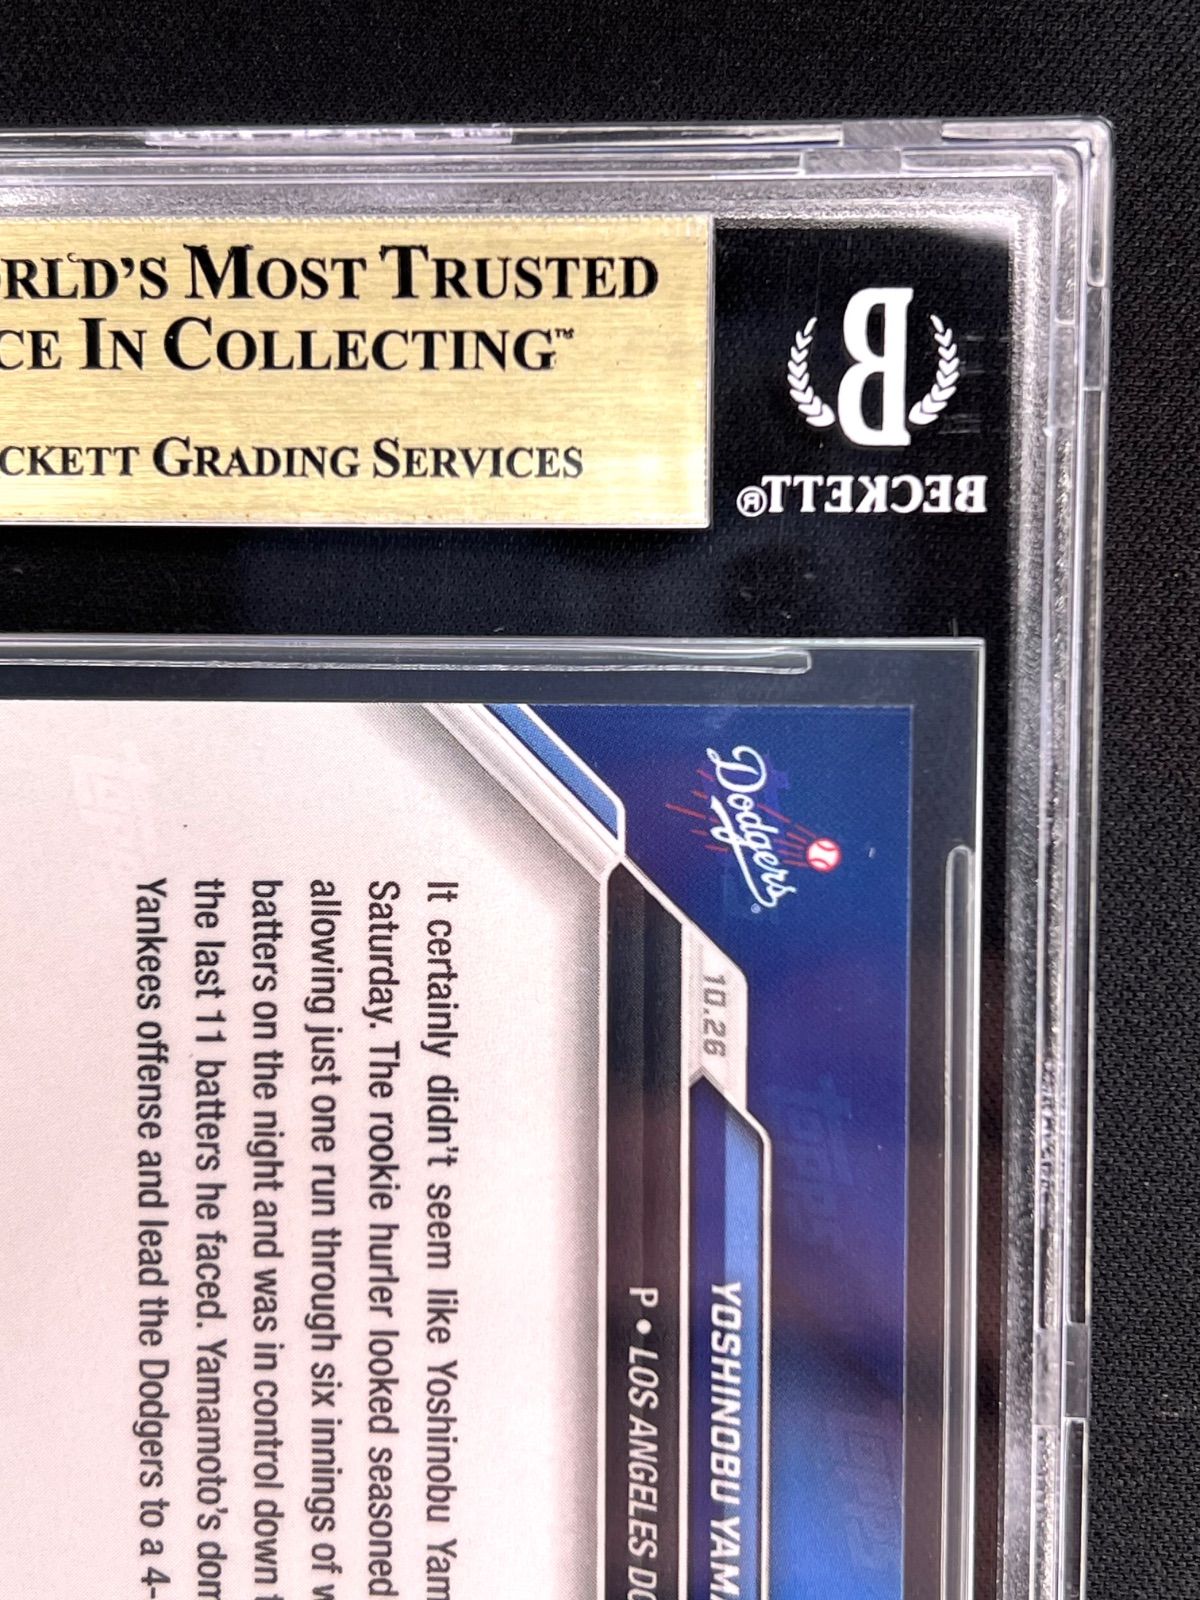 RLD'S MOST TRUSTED
CE IN COLLECTING™
CKETT GRADING SERVICES
B
BECKETT®
Dodgers®
10.26
YOSHINOBU YAM
P • LOS ANGELES DO
It certainly didn't seem like Yoshinobu Yam
Saturday. The rookie hurler looked seasoned
allowing just one run through six innings of w
batters on the night and was in control down t
the last 11 batters he faced. Yamamoto's dom
Yankees offense and lead the Dodgers to a 4-